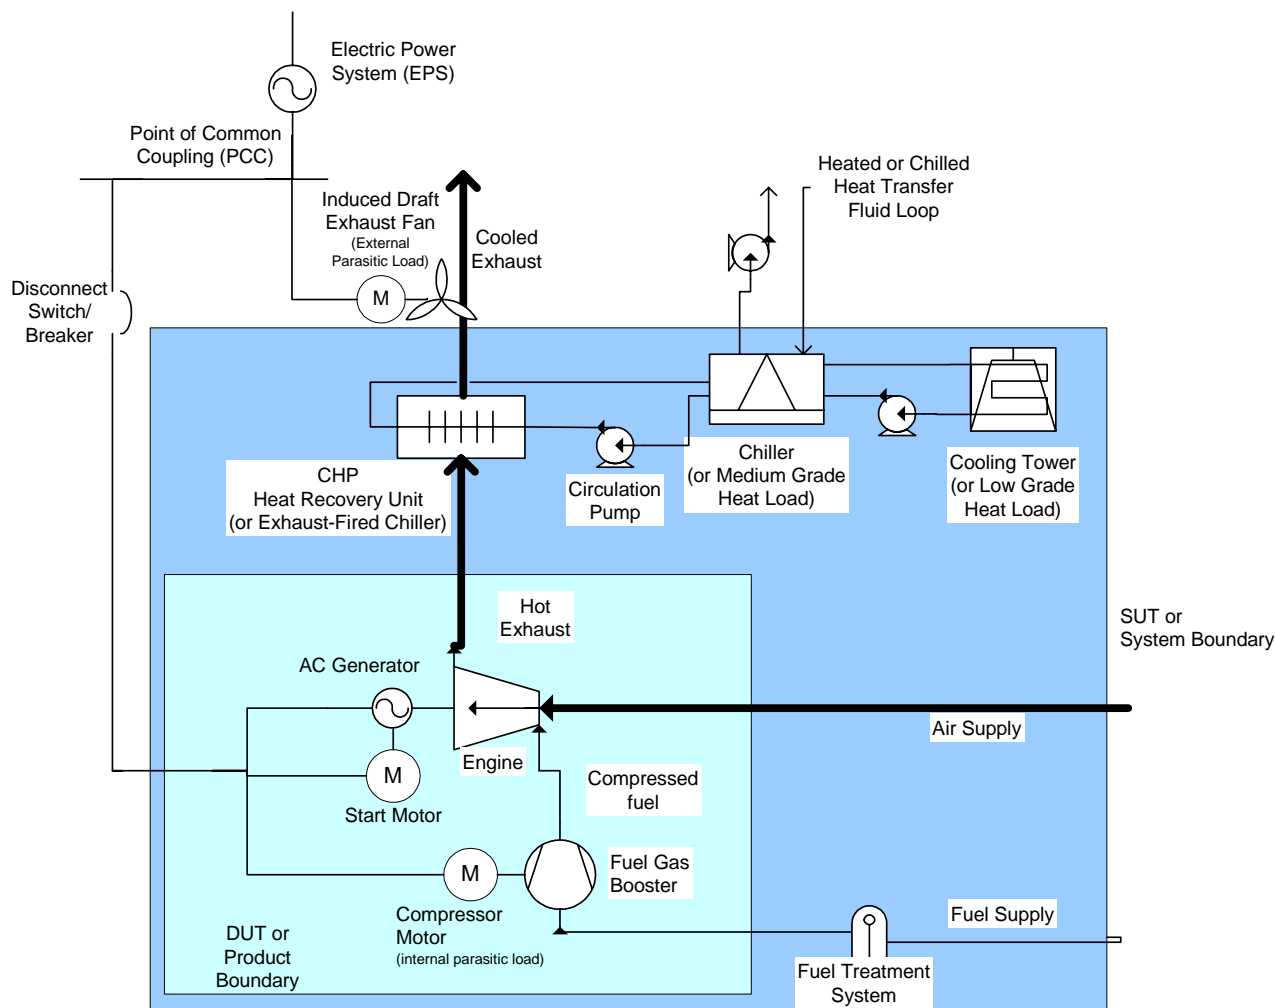 Electric Power
System (EPS)
Point of Common
Coupling (PCC)
Heated or Chilled
Heat Transfer
Fluid Loop
Induced Draft
Exhaust Fan
(External
Parasitic Load)
Cooled
Exhaust
M
Disconnect
Switch/
Breaker
CHP
Heat Recovery Unit
(or Exhaust-Fired Chiller)
Circulation
Pump
Chiller
(or Medium Grade
Heat Load)
Cooling Tower
(or Low Grade
Heat Load)
Hot
Exhaust
SUT or
System Boundary
AC Generator
Air Supply
Engine
M
Start Motor
Compressed
fuel
M
Fuel Gas
Booster
Compressor
Motor
(internal parasitic load)
DUT or
Product
Boundary
Fuel Supply
Fuel Treatment
System